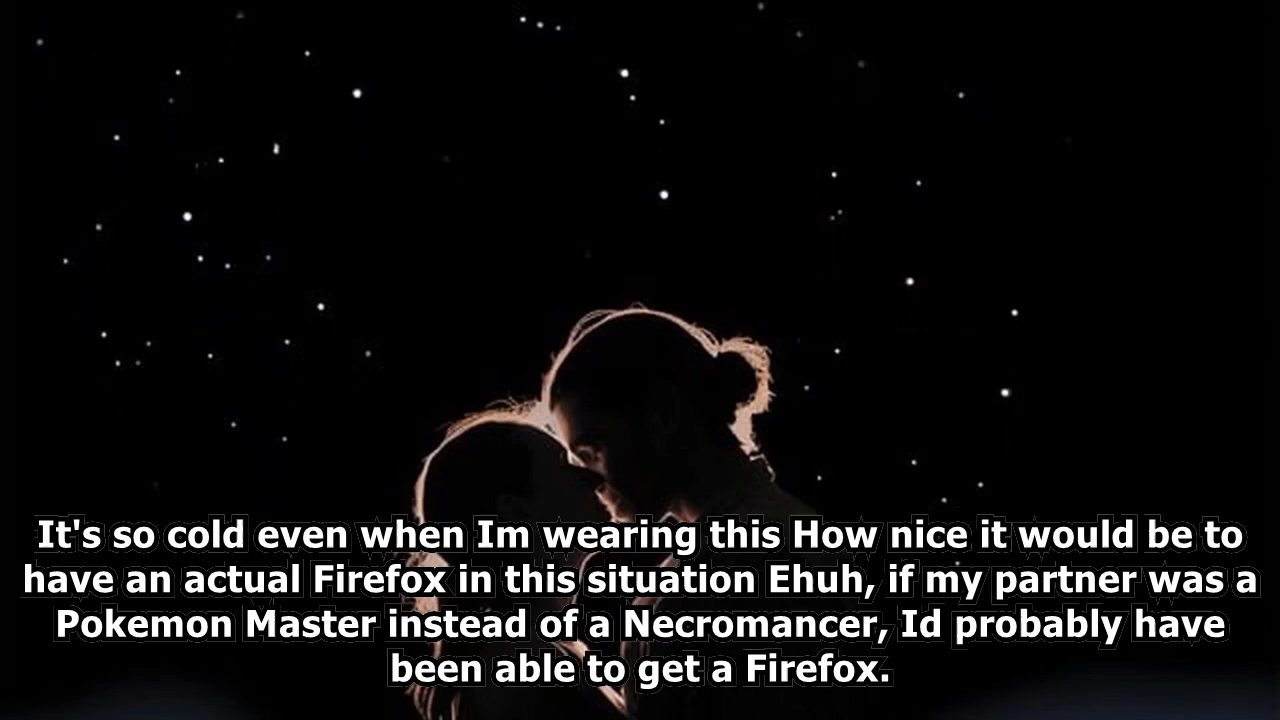 It's so cold even when Im wearing this How nice it would be to
have an actual Firefox in this situation Ehuh, if my partner was a
Pokemon Master instead of a Necromancer, Id probably have
been able to get a Firefox.